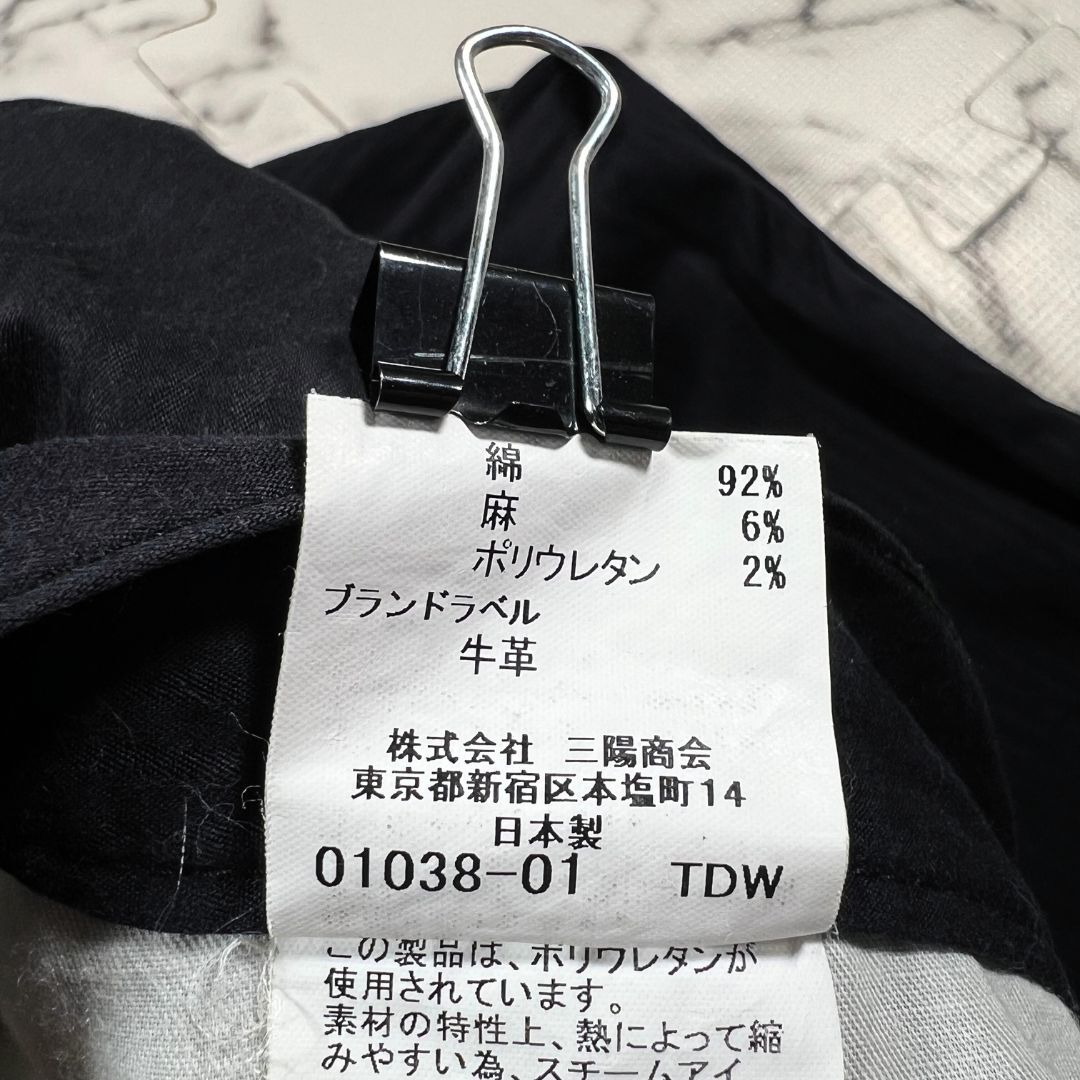 綿 92%
麻 6%
ポリウレタン 2%
ブランドラベル
牛革
株式会社 三陽商会
東京都新宿区本塩町14
日本製
01038-01 TDW
この製品は、ポリウレタンが
使用されています。
素材の特性上、熱によって縮
みやすい為、スチームアイ